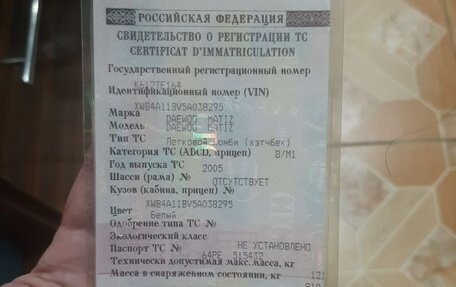 РОССИЙСКАЯ ФЕДЕРАЦИЯ
СВИДЕТЕЛЬСТВО О РЕГИСТРАЦИИ ТС
CERTIFICAT D'IMMATRICULATION
Государственный регистрационный номер
К612ТЕ164
Идентификационный номер (VIN)
XWB4A11BV5A038295
Марка DAEWOO MATIZ
Модель DAEWOO MATIZ
Тип ТС Легковой комби (хэтчбек)
Категория ТС (ABCD, прицеп) B/M1
Год выпуска ТС 2005
Шасси (рама) № ОТСУТСТВУЕТ
Кузов (кабина, прицеп) №
XWB4A11BV5A038295
Цвет Белый
Одобрение типа ТС №
Экологический класс НЕ УСТАНОВЛЕНО
Паспорт ТС № 64РЕ 515432
Технически допустимая макс. масса, кг
Масса в снаряженном состоянии, кг